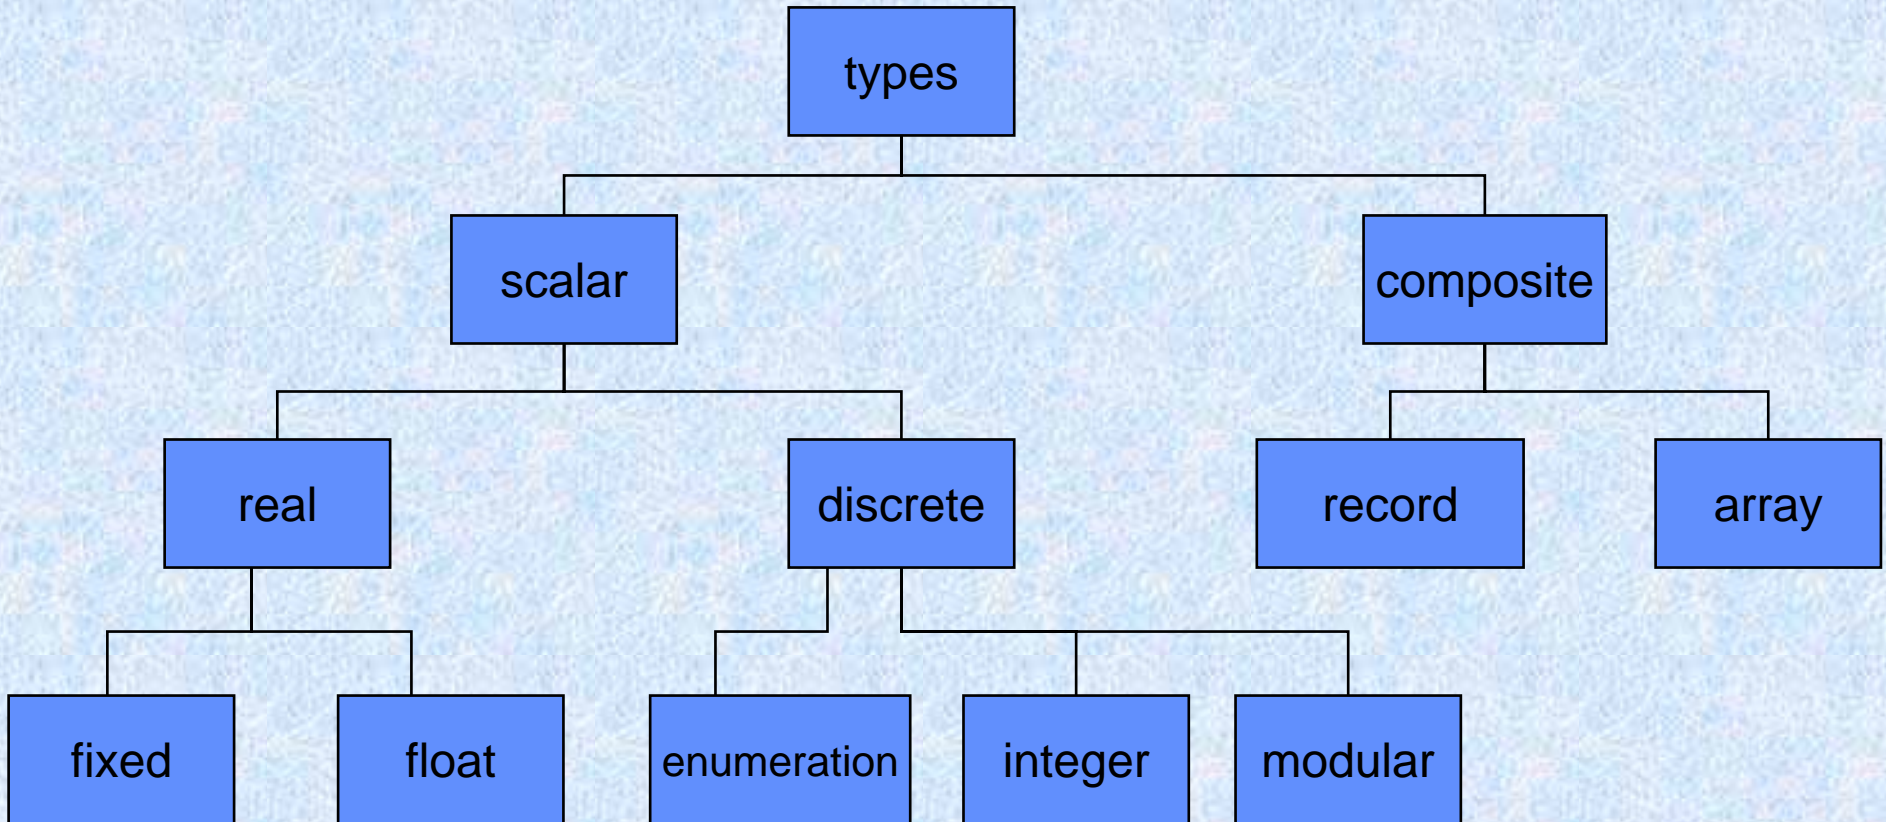 types
scalar
composite
real
discrete
record
array
fixed
float
enumeration
integer
modular